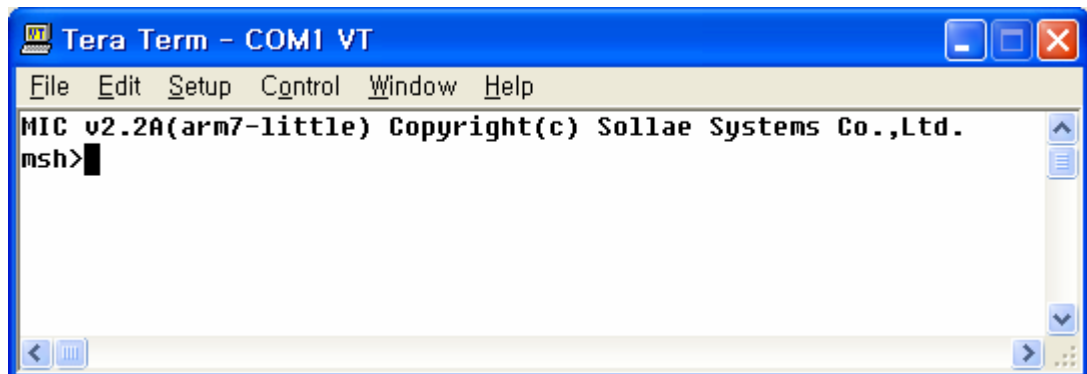 Tera Term - COM1 VT
File Edit Setup Control Window Help
MIC v2.2A(arm7-little) Copyright(c) Sollae Systems Co.,Ltd.
msh>